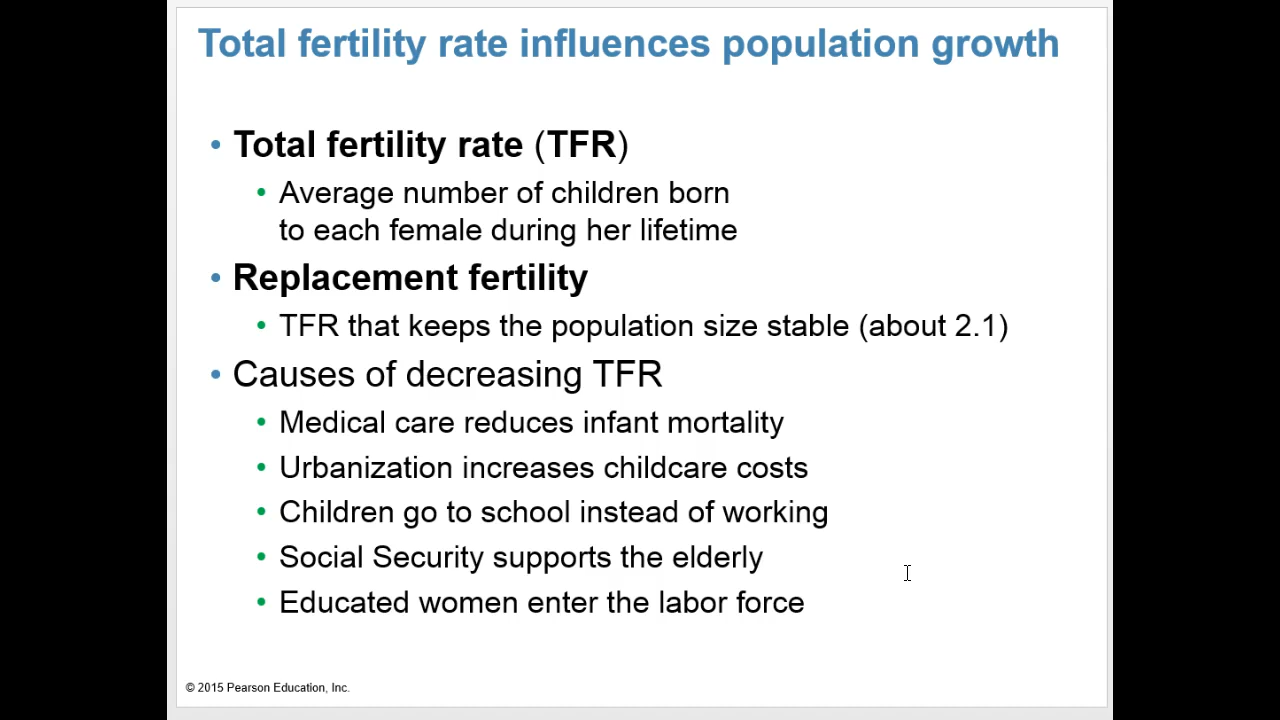 Total fertility rate influences population growth
• Total fertility rate (TFR)
• Average number of children born
to each female during her lifetime
• Replacement fertility
• TFR that keeps the population size stable (about 2.1)
• Causes of decreasing TFR
• Medical care reduces infant mortality
• Urbanization increases childcare costs
• Children go to school instead of working
• Social Security supports the elderly
• Educated women enter the labor force
© 2015 Pearson Education, Inc.